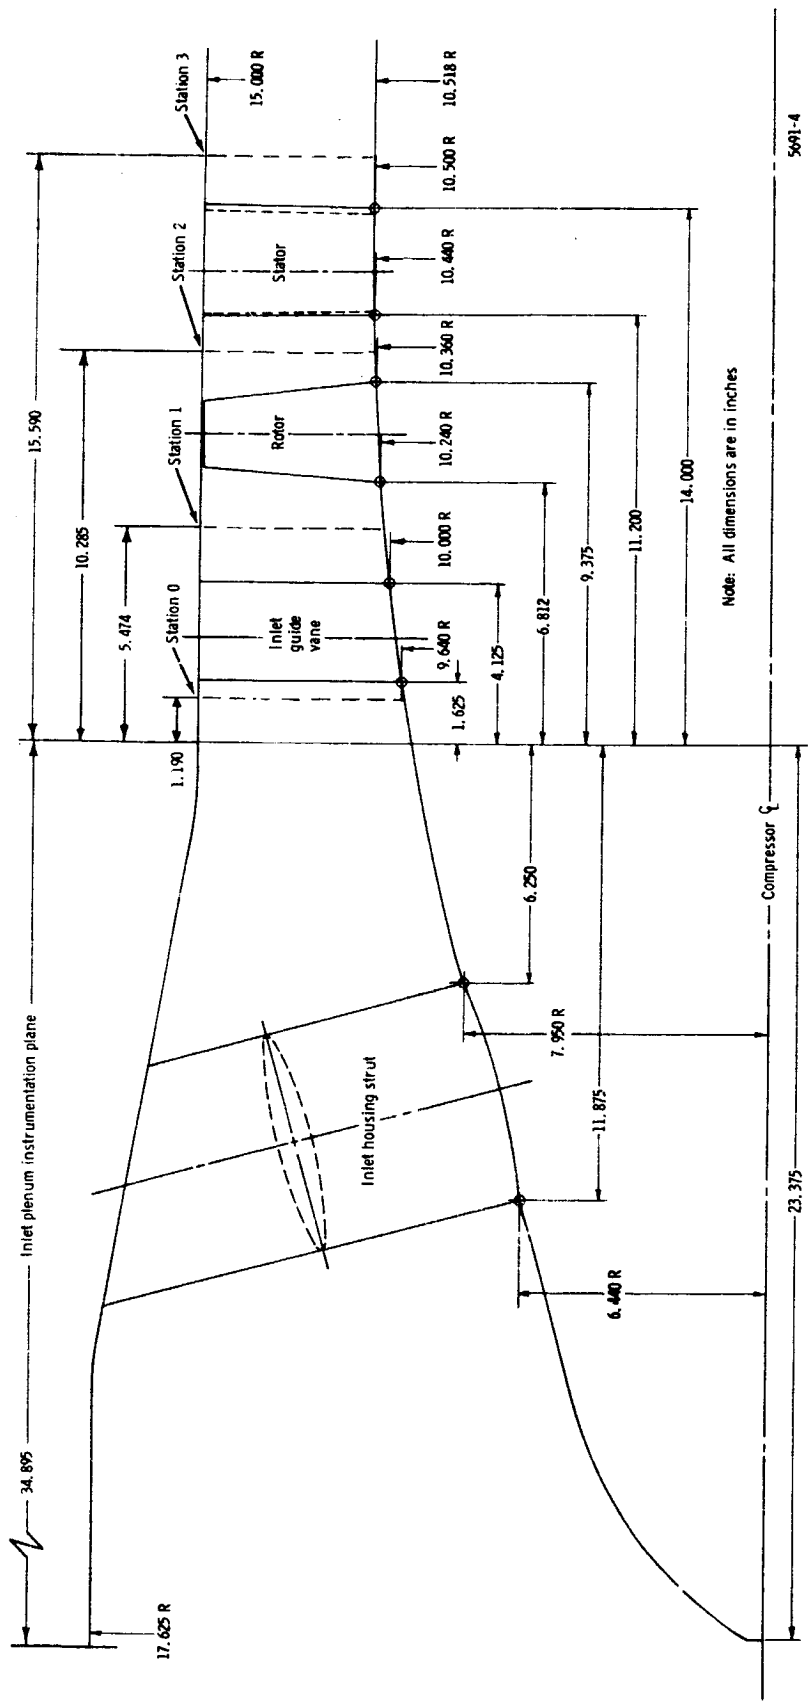 34.895
Inlet plenum instrumentation plane
15.590
10.285
5.474
1.190
Station 0
Station 1
Station 2
Station 3
17.625 R
15.000 R
Inlet housing strut
Inlet
guide
vane
Rotor
Stator
9.640 R
10.000 R
10.240 R
10.360 R
10.440 R
10.500 R
10.518 R
1.625
4.125
6.812
9.375
11.200
14.000
6.250
7.950 R
11.875
6.440 R
23.375
Compressor ℄
Note: All dimensions are in inches
5691-4